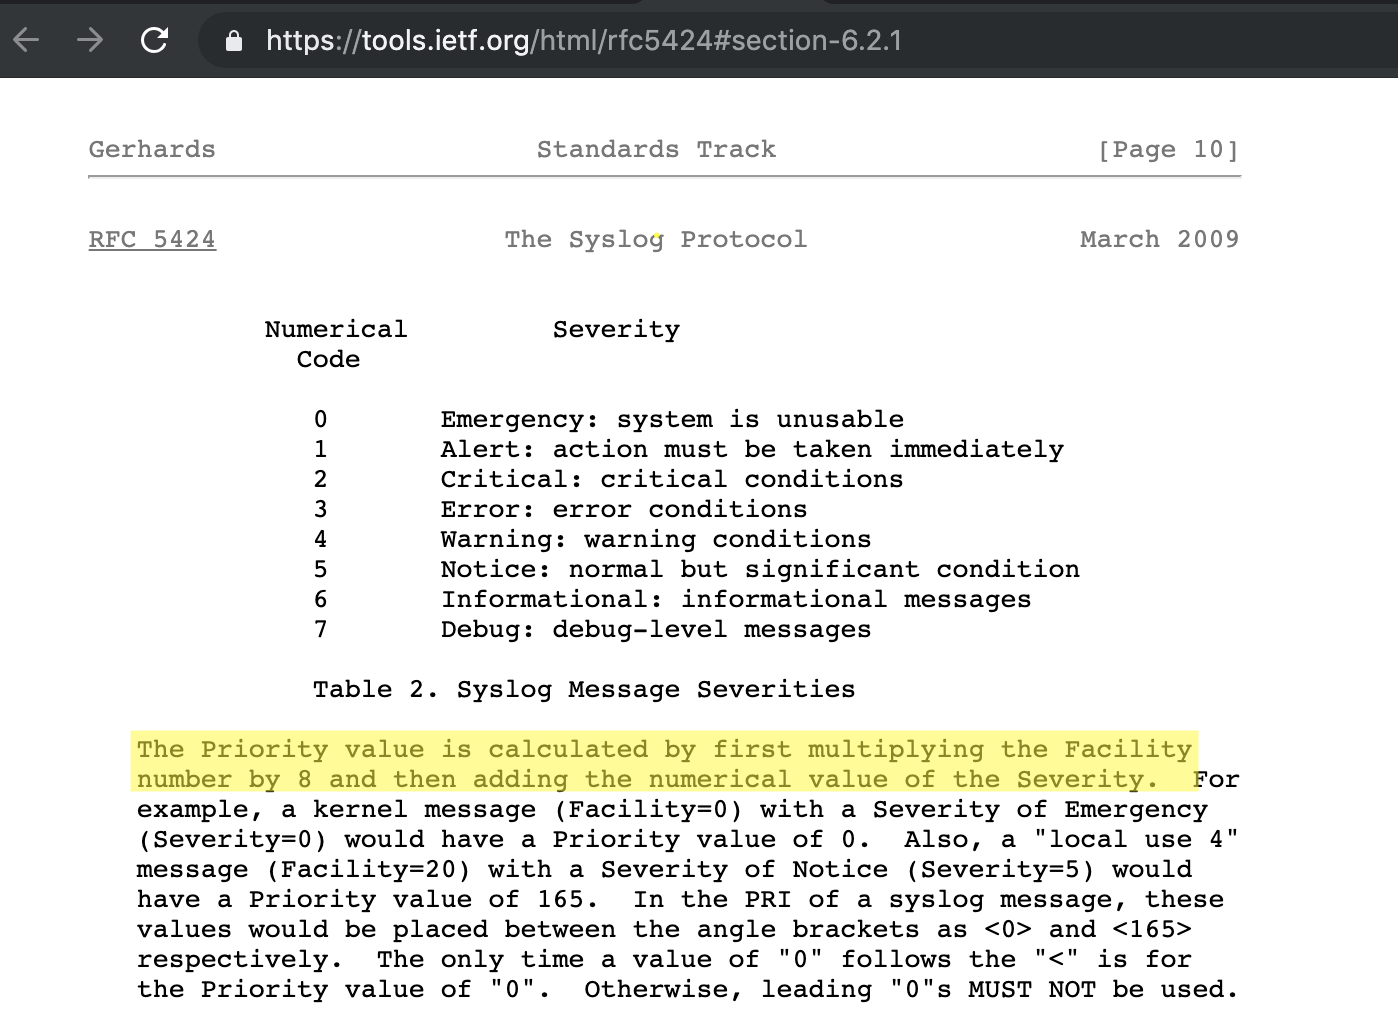 https://tools.ietf.org/html/rfc5424#section-6.2.1
Gerhards Standards Track [Page 10]
RFC 5424 The Syslog Protocol March 2009
Numerical Severity
Code
0 Emergency: system is unusable
1 Alert: action must be taken immediately
2 Critical: critical conditions
3 Error: error conditions
4 Warning: warning conditions
5 Notice: normal but significant condition
6 Informational: informational messages
7 Debug: debug-level messages
Table 2. Syslog Message Severities
The Priority value is calculated by first multiplying the Facility
number by 8 and then adding the numerical value of the Severity. For
example, a kernel message (Facility=0) with a Severity of Emergency
(Severity=0) would have a Priority value of 0. Also, a "local use 4"
message (Facility=20) with a Severity of Notice (Severity=5) would
have a Priority value of 165. In the PRI of a syslog message, these
values would be placed between the angle brackets as <0> and <165>
respectively. The only time a value of "0" follows the "<" is for
the Priority value of "0". Otherwise, leading "0"s MUST NOT be used.